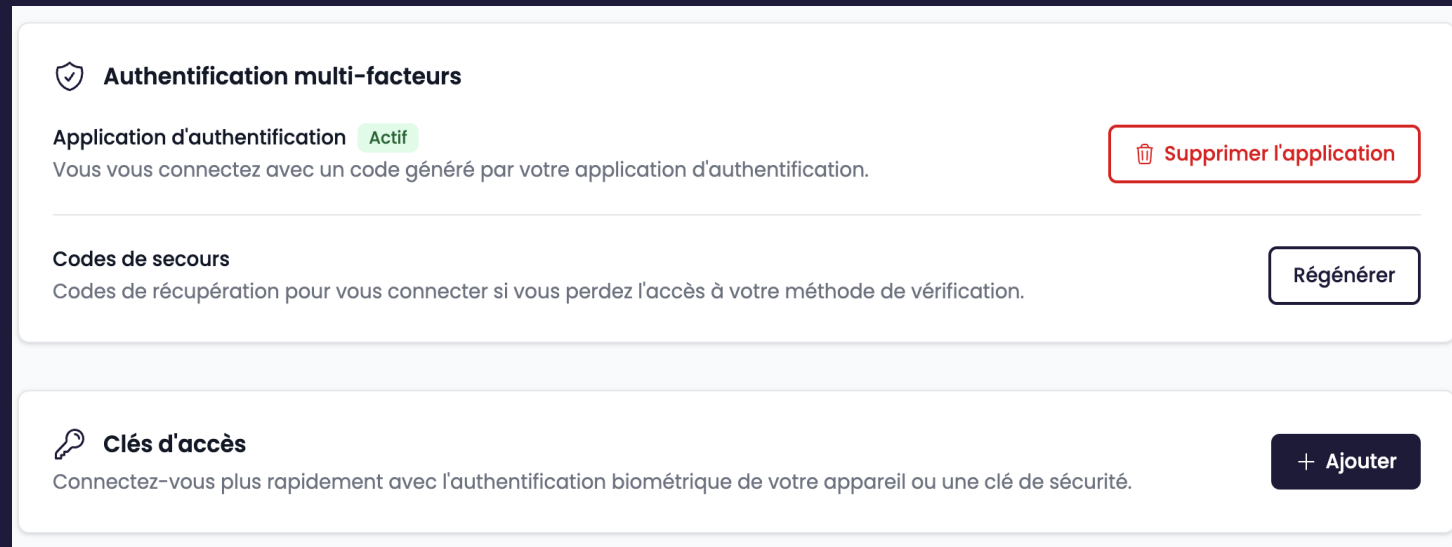 Authentification multi-facteurs
Application d'authentification Actif
Vous vous connectez avec un code généré par votre application d'authentification.
Supprimer l'application
Codes de secours
Codes de récupération pour vous connecter si vous perdez l'accès à votre méthode de vérification.
Régénérer
Clés d'accès
Connectez-vous plus rapidement avec l'authentification biométrique de votre appareil ou une clé de sécurité.
+ Ajouter